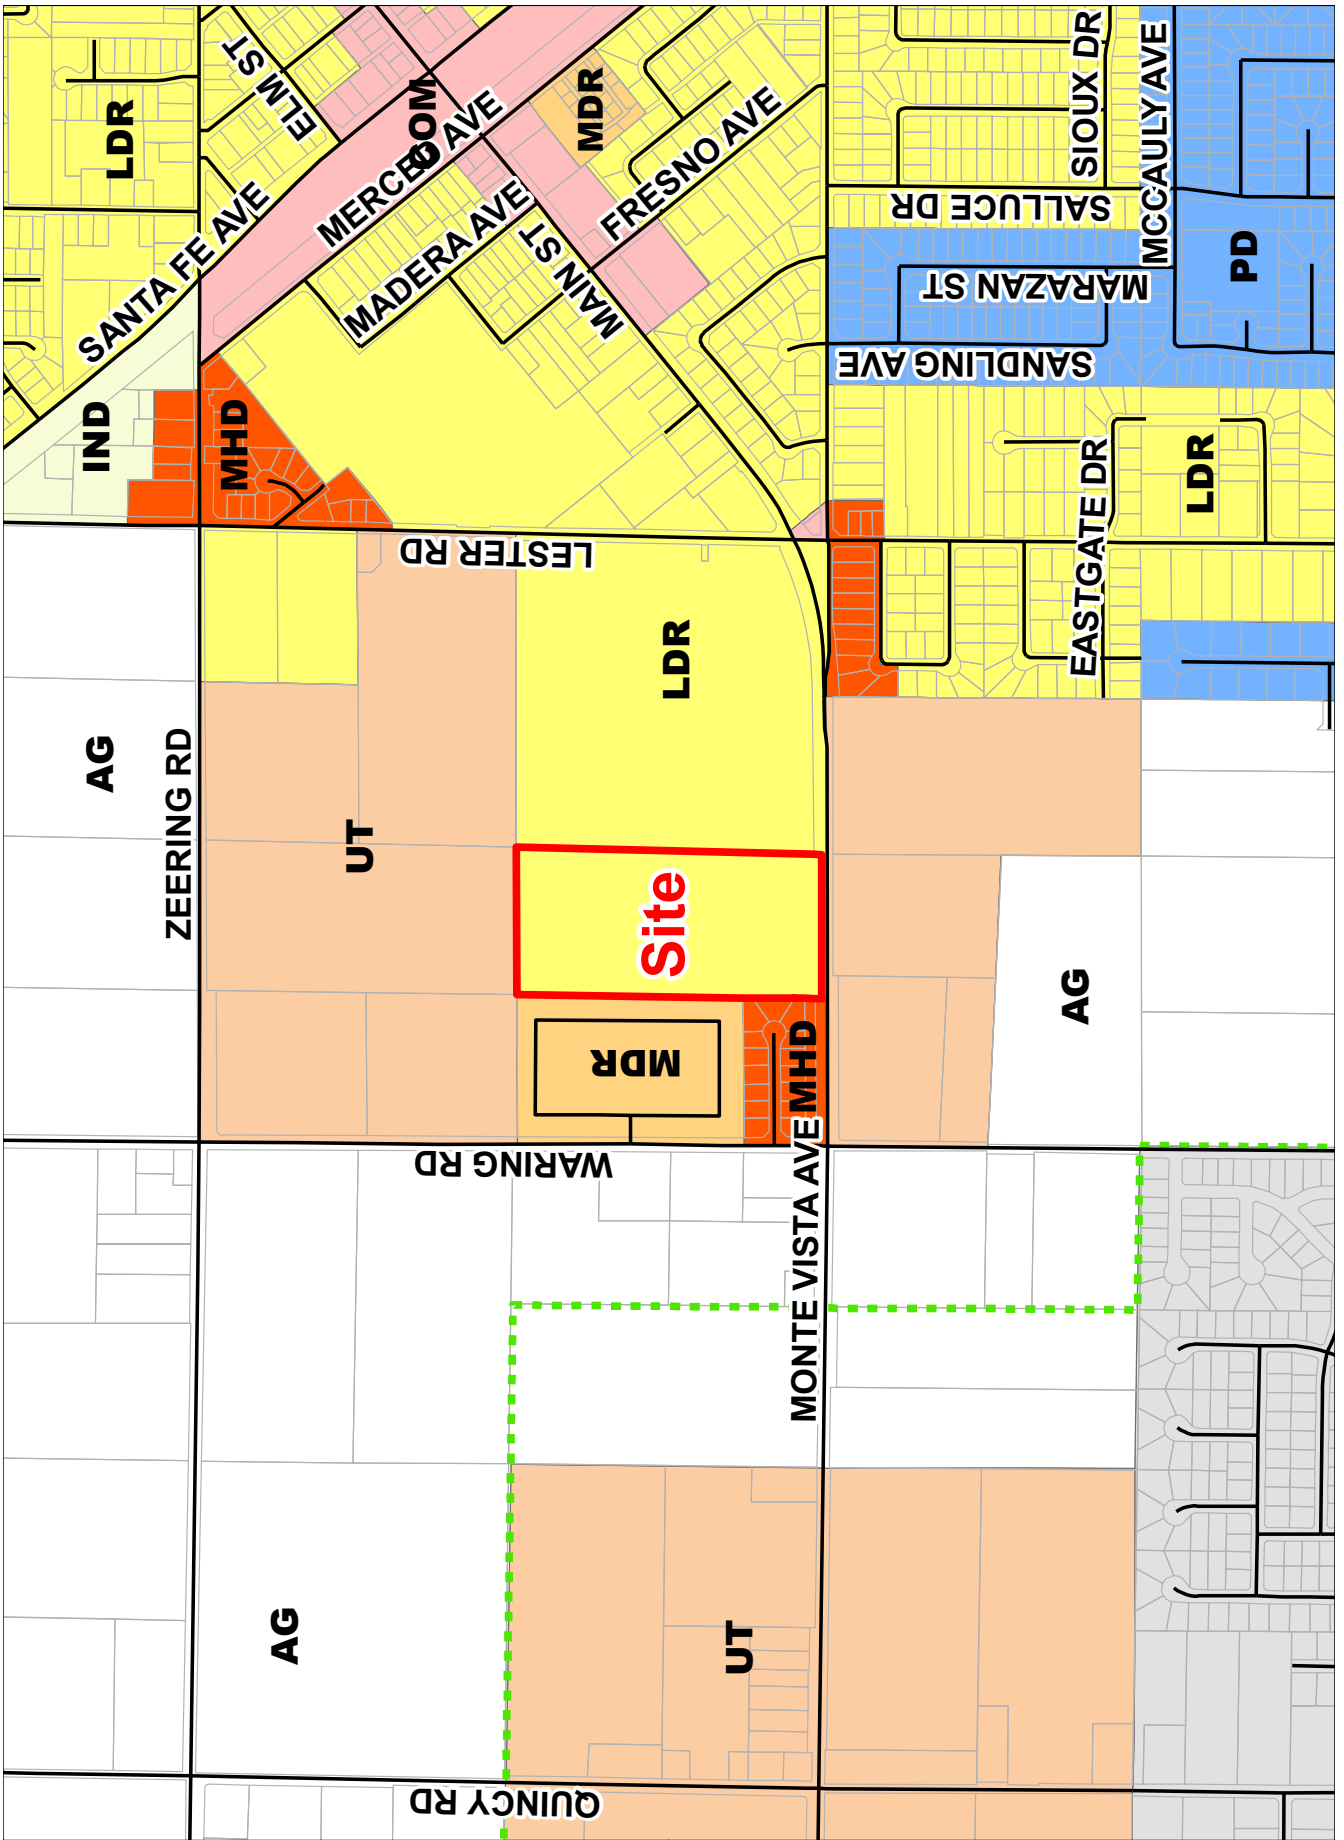 LDR
ELM ST
COM
MERCED AVE
MDR
FRESNO AVE
SIOUX DR
MCCAULY AVE
SANTA FE AVE
MADERA AVE
MAIN ST
SALLUCE DR
MARAZAN ST
PD
SANDLING AVE
IND
MHD
LESTER RD
EASTGATE DR
LDR
LDR
AG
ZEERING RD
UT
Site
AG
MDR
MHD
WARING RD
MONTE VISTA AVE
AG
UT
QUINCY RD